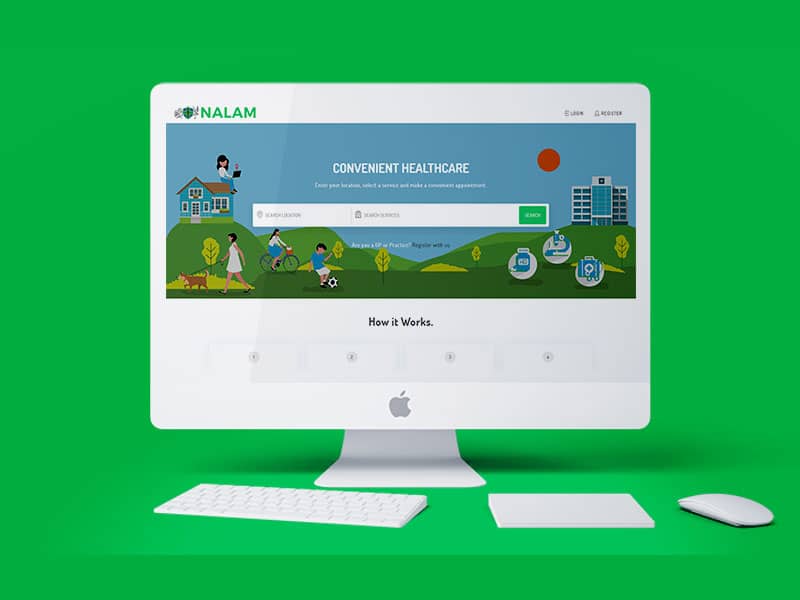 NALAM
LOGIN
REGISTER
CONVENIENT HEALTHCARE
Enter your location, select a service and make a convenient appointment.
SEARCH LOCATION
SEARCH SERVICES
SEARCH
Are you a GP or Practice? Register with us
How it Works.
1
2
3
4